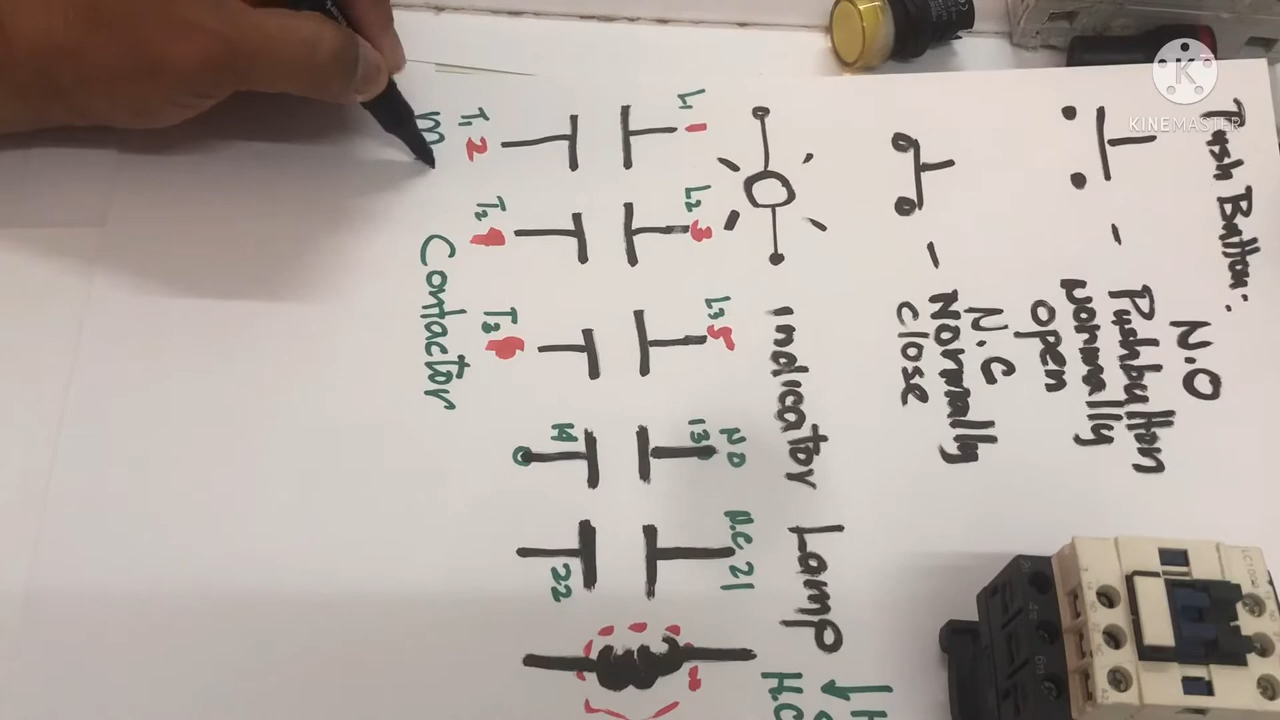 Push Button:
N.O
Pushbutton
Normally
open
N.C
Normally
close
Indicator Lamp
L1 1
L2 3
L3 5
NO
13
N.C. 21
T1 2
T2
T3 6
14
22
m
Contactor
KINEMASTER